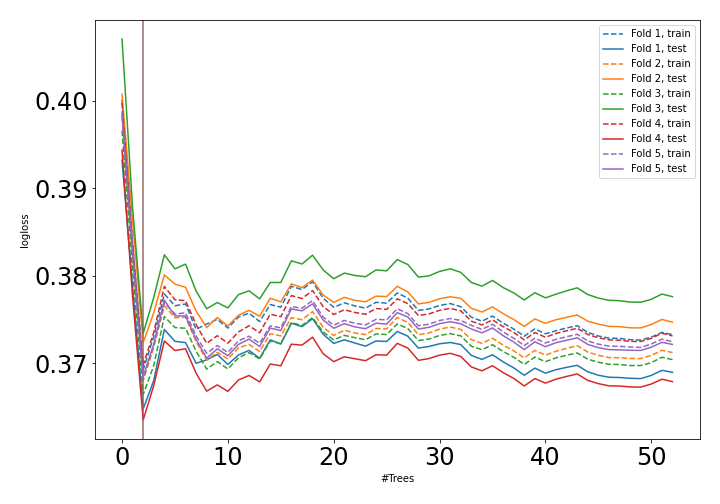 Fold 1, train
Fold 1, test
Fold 2, train
Fold 2, test
Fold 3, train
Fold 3, test
Fold 4, train
Fold 4, test
Fold 5, train
Fold 5, test
0.40
0.39
0.38
0.37
logloss
0 10 20 30 40 50
#Trees